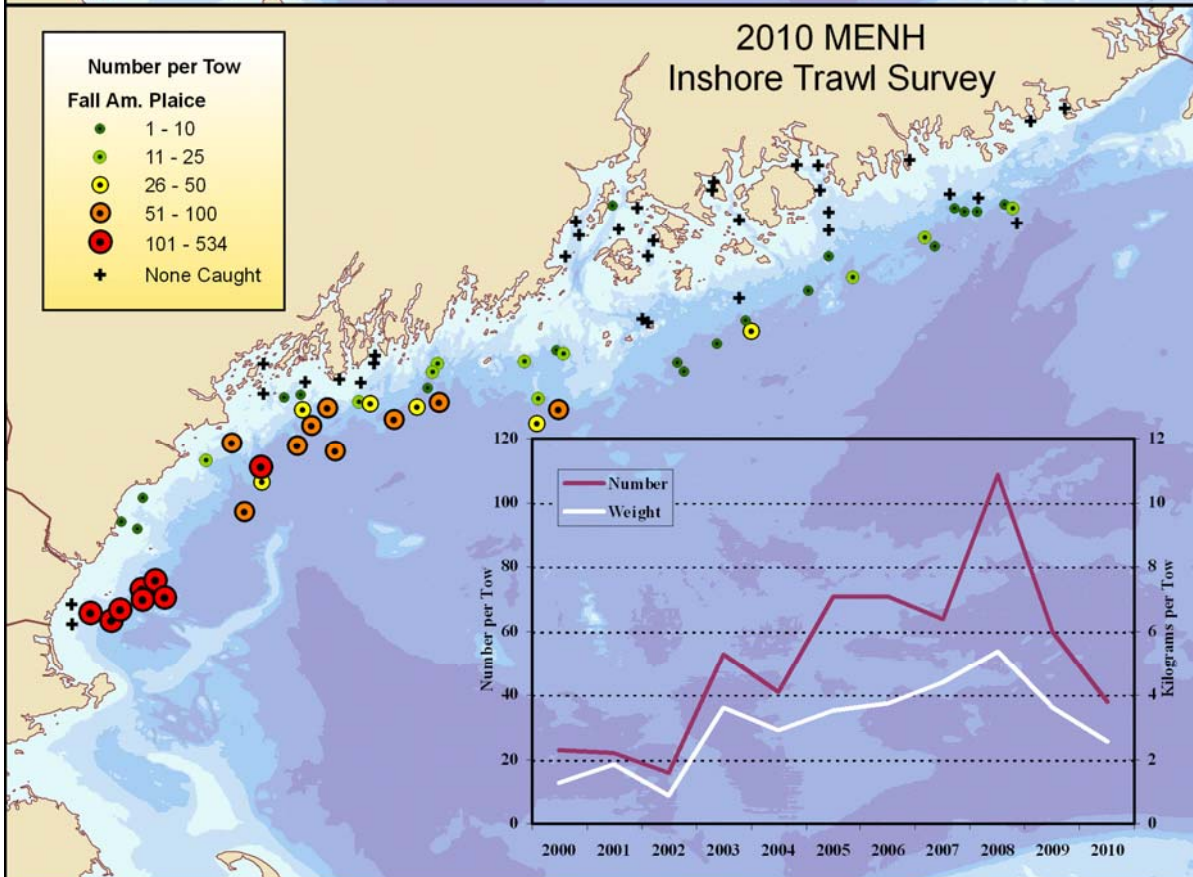 2010 MENH
Inshore Trawl Survey
Number per Tow
Fall Am. Plaice
1 - 10
11 - 25
26 - 50
51 - 100
101 - 534
None Caught
Number
Weight
Number per Tow
120
100
80
60
40
20
0
Kilograms per Tow
12
10
8
6
4
2
0
2000 2001 2002 2003 2004 2005 2006 2007 2008 2009 2010